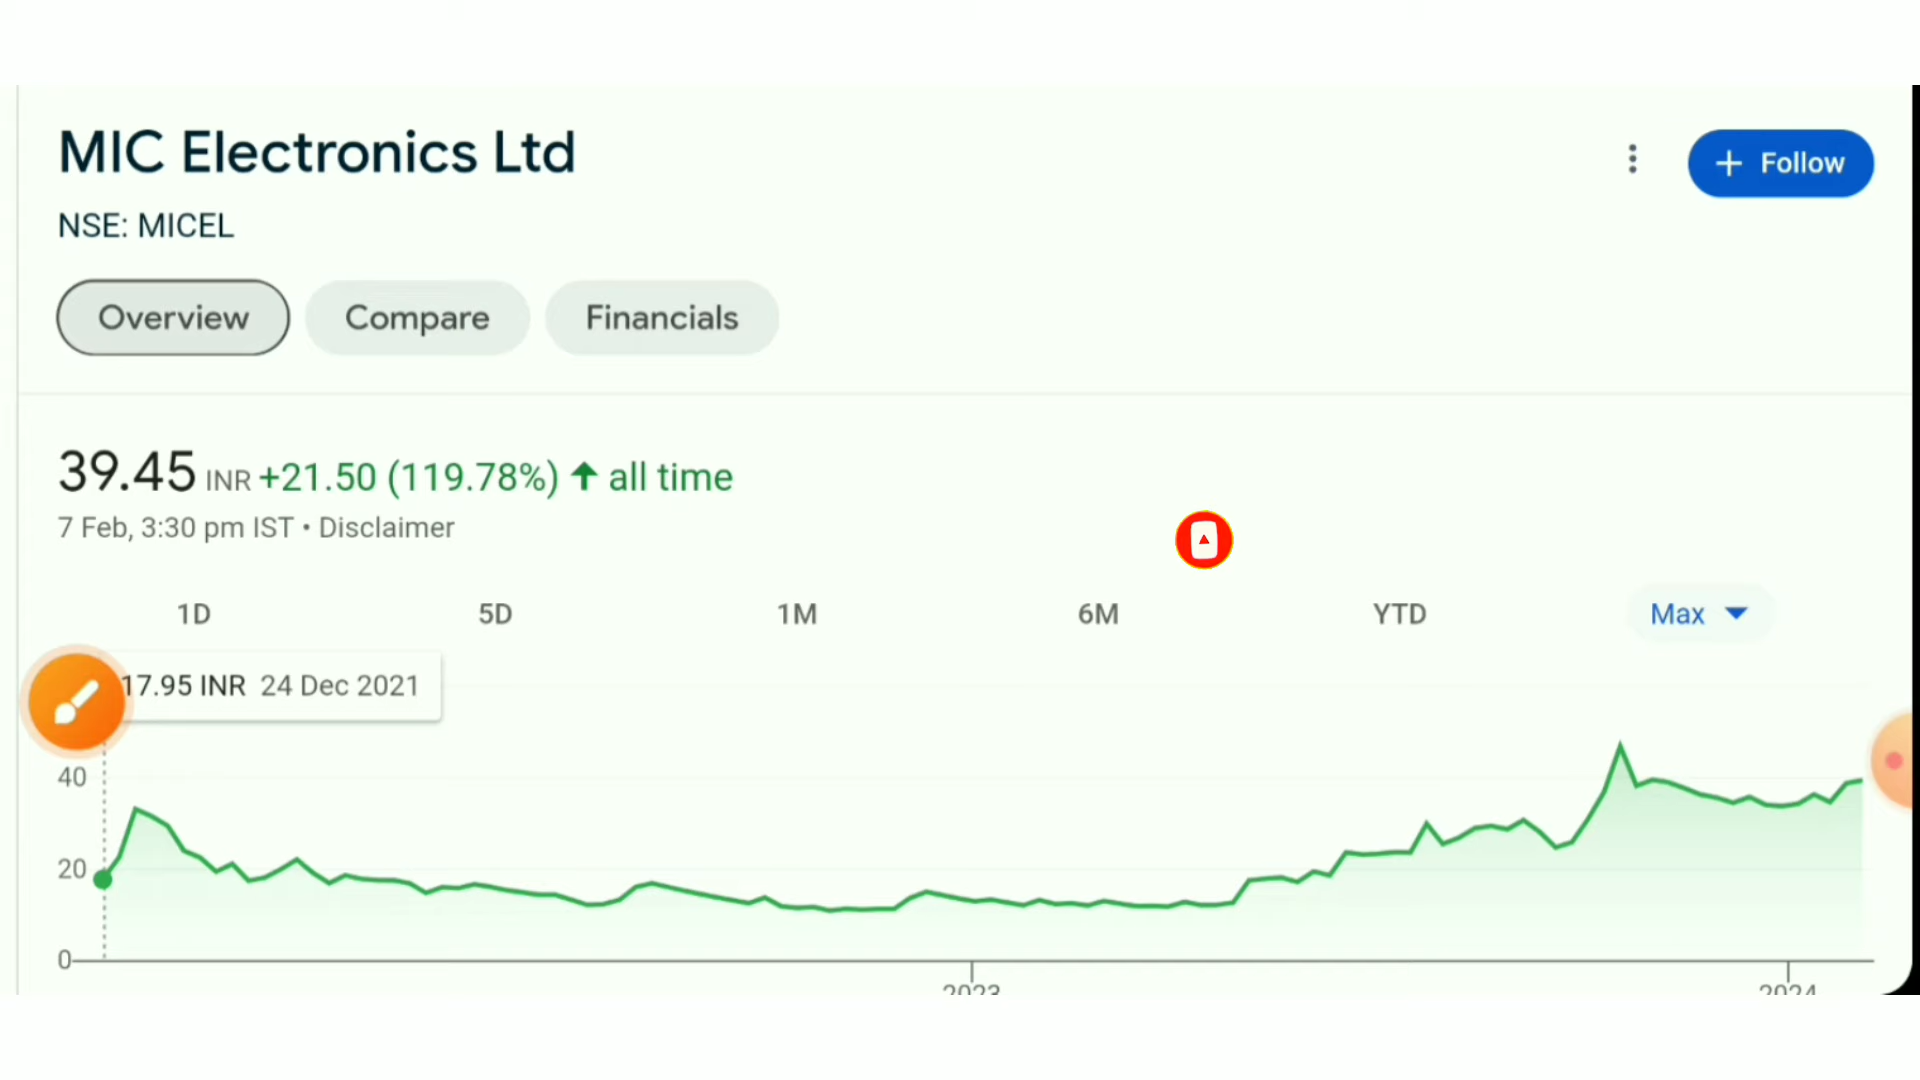 MIC Electronics Ltd
+ Follow
NSE: MICEL
Overview Compare Financials
39.45 INR +21.50 (119.78%) ↑ all time
7 Feb, 3:30 pm IST • Disclaimer
1D 5D 1M 6M YTD Max
17.95 INR 24 Dec 2021
40
20
0
2023 2024